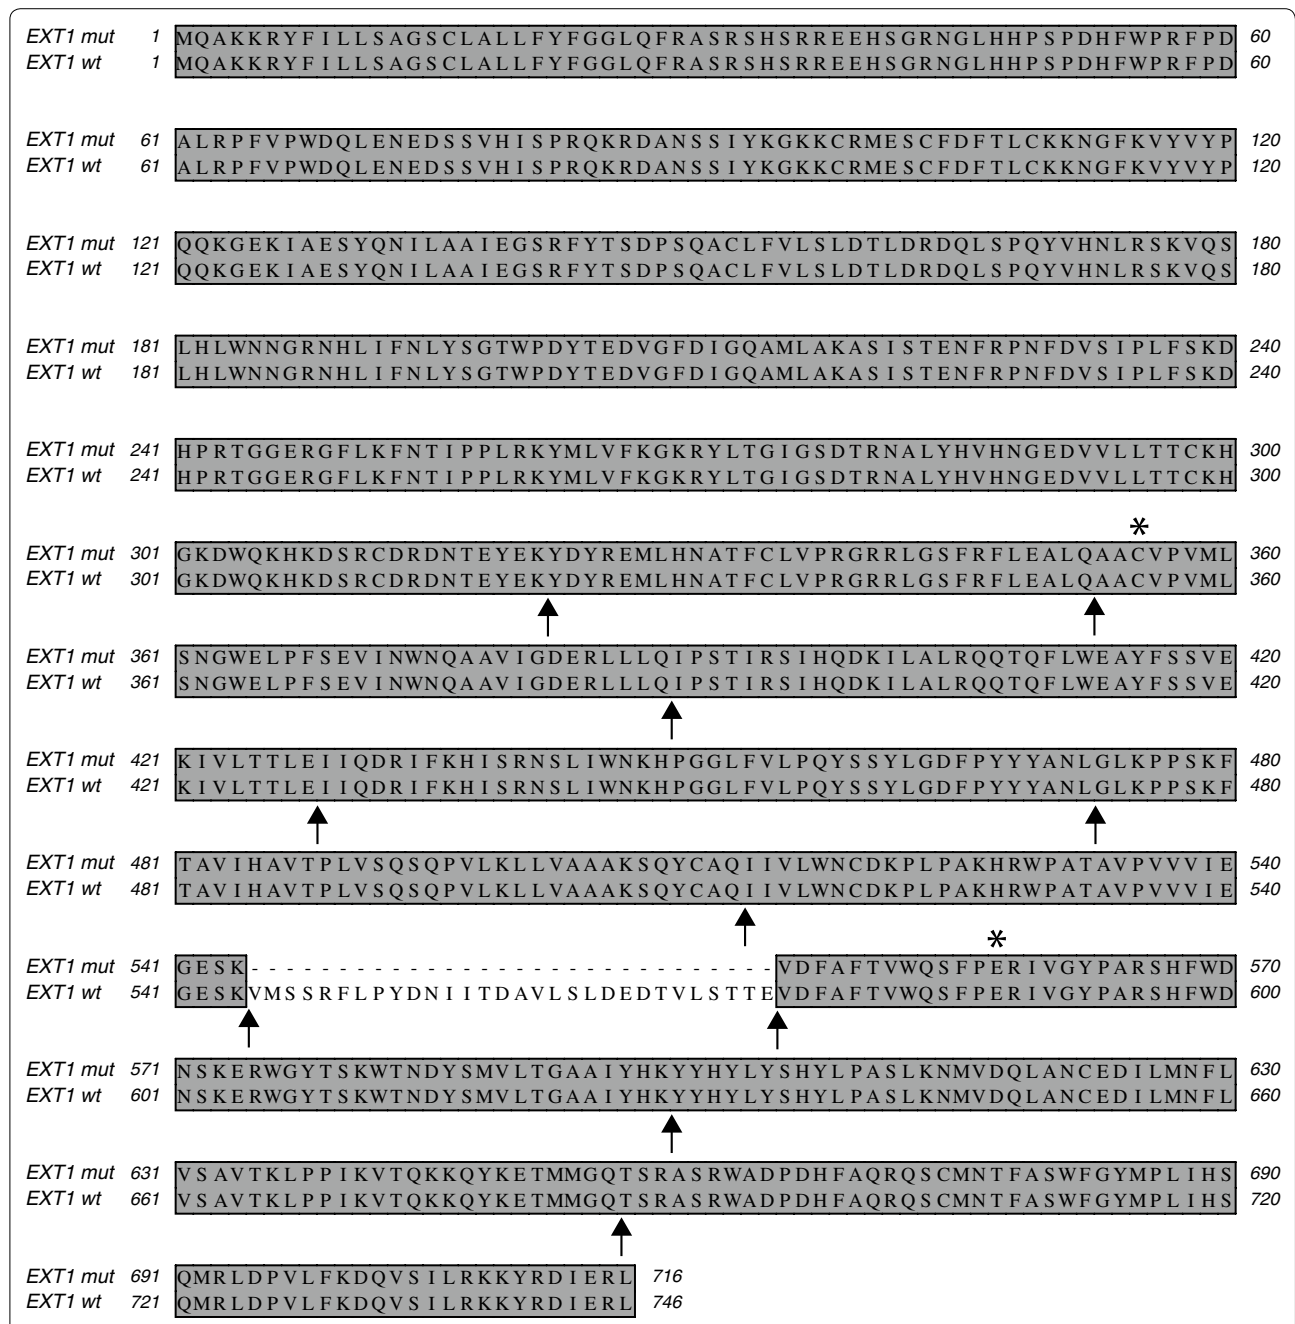 *EXT1 mut 1 MQAKKRYFILLSAGSCLALLFYFGGLQFRASRSHSRREEHSGRNGLHHPSPDHFWPRFPD 60
EXT1 wt 1 MQAKKRYFILLSAGSCLALLFYFGGLQFRASRSHSRREEHSGRNGLHHPSPDHFWPRFPD 60
EXT1 mut 61 ALRPFVPWDQLENEDSSVHISPRQKRDANSSIYKGKKCRMESCFDFTLCKKNGFKVYVYP 120
EXT1 wt 61 ALRPFVPWDQLENEDSSVHISPRQKRDANSSIYKGKKCRMESCFDFTLCKKNGFKVYVYP 120
EXT1 mut 121 QQKGEKIAESYQNILAAIEGSRFYTSDPSQACLFVLSLDTLDRDQLSPQYVHNLRSKVQS 180
EXT1 wt 121 QQKGEKIAESYQNILAAIEGSRFYTSDPSQACLFVLSLDTLDRDQLSPQYVHNLRSKVQS 180
EXT1 mut 181 LHLWNNGRNHLIFNLYSGTWPDYTEDVGFDIGQAMLAKASISTENFRPNFDVSIPLFSKD 240
EXT1 wt 181 LHLWNNGRNHLIFNLYSGTWPDYTEDVGFDIGQAMLAKASISTENFRPNFDVSIPLFSKD 240
EXT1 mut 241 HPRTGGERGFLKFNTIPPLRKYMLVFKGKRYLTGIGSDTRNALYHVHNGEDVVLLTTCKH 300
EXT1 wt 241 HPRTGGERGFLKFNTIPPLRKYMLVFKGKRYLTGIGSDTRNALYHVHNGEDVVLLTTCKH 300
*
EXT1 mut 301 GKDWQKHKDSRCDRDNTEYEKYDYREMLHNATFCLVPRGRRLGSFRFLEALQAACVPVML 360
EXT1 wt 301 GKDWQKHKDSRCDRDNTEYEKYDYREMLHNATFCLVPRGRRLGSFRFLEALQAACVPVML 360
EXT1 mut 361 SNGWELPFSEVINWNQAAVIGDERLLLQIPSTIRSIHQDKILALRQQTQFLWEAYFSSVE 420
EXT1 wt 361 SNGWELPFSEVINWNQAAVIGDERLLLQIPSTIRSIHQDKILALRQQTQFLWEAYFSSVE 420
EXT1 mut 421 KIVLTTLEIIQDRIFKHISRNSLIWNKHPGGLFVLPQYSSYLGDFPYYYANLGLKPPSKF 480
EXT1 wt 421 KIVLTTLEIIQDRIFKHISRNSLIWNKHPGGLFVLPQYSSYLGDFPYYYANLGLKPPSKF 480
EXT1 mut 481 TAVIHAVTPLVSQSQPVLKLLVAAAKSQYCAQIIVLWNCDKPLPAKHRWPATAVPVVVIE 540
EXT1 wt 481 TAVIHAVTPLVSQSQPVLKLLVAAAKSQYCAQIIVLWNCDKPLPAKHRWPATAVPVVVIE 540
*
EXT1 mut 541 GESK------------------------------VDFAFTVWQSFPERIVGYPARSHFWD 570
EXT1 wt 541 GESKVMSSRFLPYDNIITDAVLSLDEDTVLSTTEVDFAFTVWQSFPERIVGYPARSHFWD 600
EXT1 mut 571 NSKERWGYTSKWTNDYSMVLTGAAIYHKYYHYLYSHYLPASLKNMVDQLANCEDILMNFL 630
EXT1 wt 601 NSKERWGYTSKWTNDYSMVLTGAAIYHKYYHYLYSHYLPASLKNMVDQLANCEDILMNFL 660
EXT1 mut 631 VSAVTKLPPIKVTQKKQYKETMMGQTSRASRWADPDHFAQRQSCMNTFASWFGYMPLIHS 690
EXT1 wt 661 VSAVTKLPPIKVTQKKQYKETMMGQTSRASRWADPDHFAQRQSCMNTFASWFGYMPLIHS 720
EXT1 mut 691 QMRLDPVLFKDQVSILRKKYRDIERL 716
EXT1 wt 721 QMRLDPVLFKDQVSILRKKYRDIERL 746